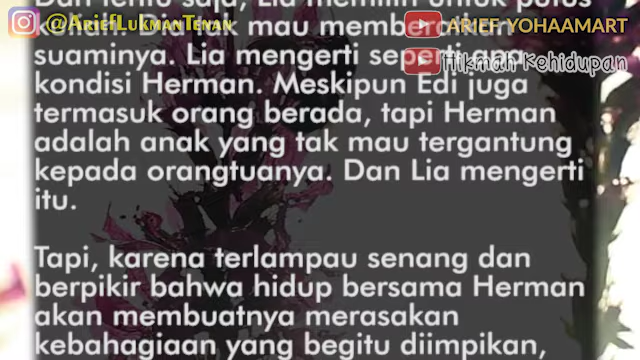 @AriefLukmanTenan
ARIEF YOHAAMART
Hikmah Kehidupan
Dan tentu saja, Lia memilih untuk putus
mau memberatkan
suaminya. Lia mengerti seperti apa
kondisi Herman. Meskipun Edi juga
termasuk orang berada, tapi Herman
adalah anak yang tak mau tergantung
kepada orangtuanya. Dan Lia mengerti
itu.
Tapi, karena terlampau senang dan
berpikir bahwa hidup bersama Herman
akan membuatnya merasakan
kebahagiaan yang begitu diimpikan,